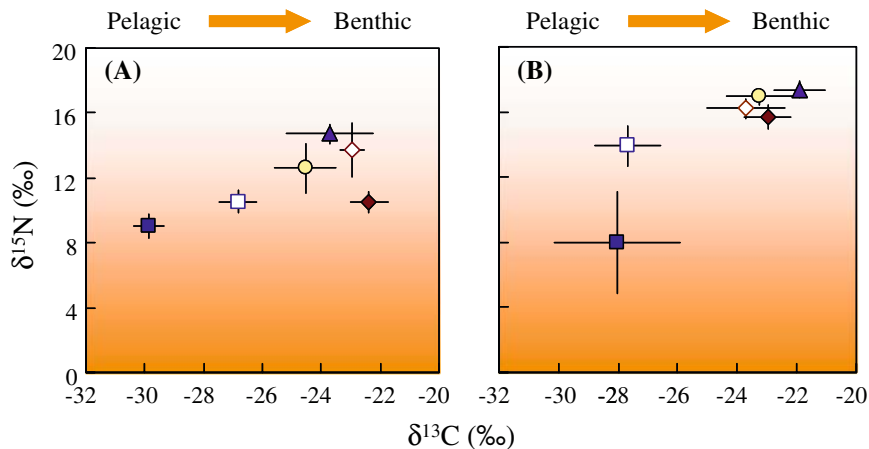 Pelagic Benthic Pelagic Benthic
(A) (B)
20
16
12
8
4
0
δ¹⁵N (‰)
-32 -30 -28 -26 -24 -22 -20 -30 -28 -26 -24 -22 -20
δ¹³C (‰)